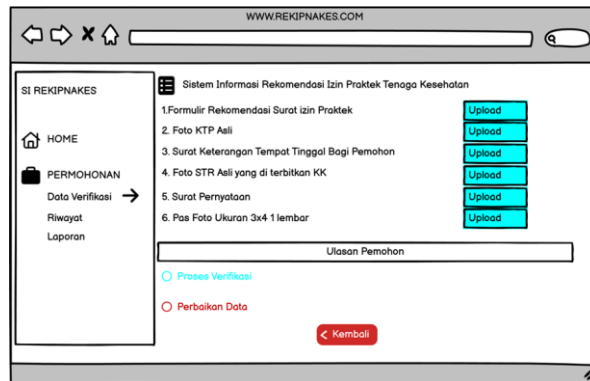 WWW.REKIPNAKES.COM
SI REKIPNAKES
HOME
PERMOHONAN
Data Verifikasi
Riwayat
Laporan
Sistem Informasi Rekomendasi Izin Praktek Tenaga Kesehatan
1.Formulir Rekomendasi Surat izin Praktek Upload
2. Foto KTP Asli Upload
3. Surat Keterangan Tempat Tinggal Bagi Pemohon Upload
4. Foto STR Asli yang di terbitkan KK Upload
5. Surat Pernyataan Upload
6. Pas Foto Ukuran 3x4 1 lembar Upload
Ulasan Pemohon
Proses Verifikasi
Perbaikan Data
< Kembali